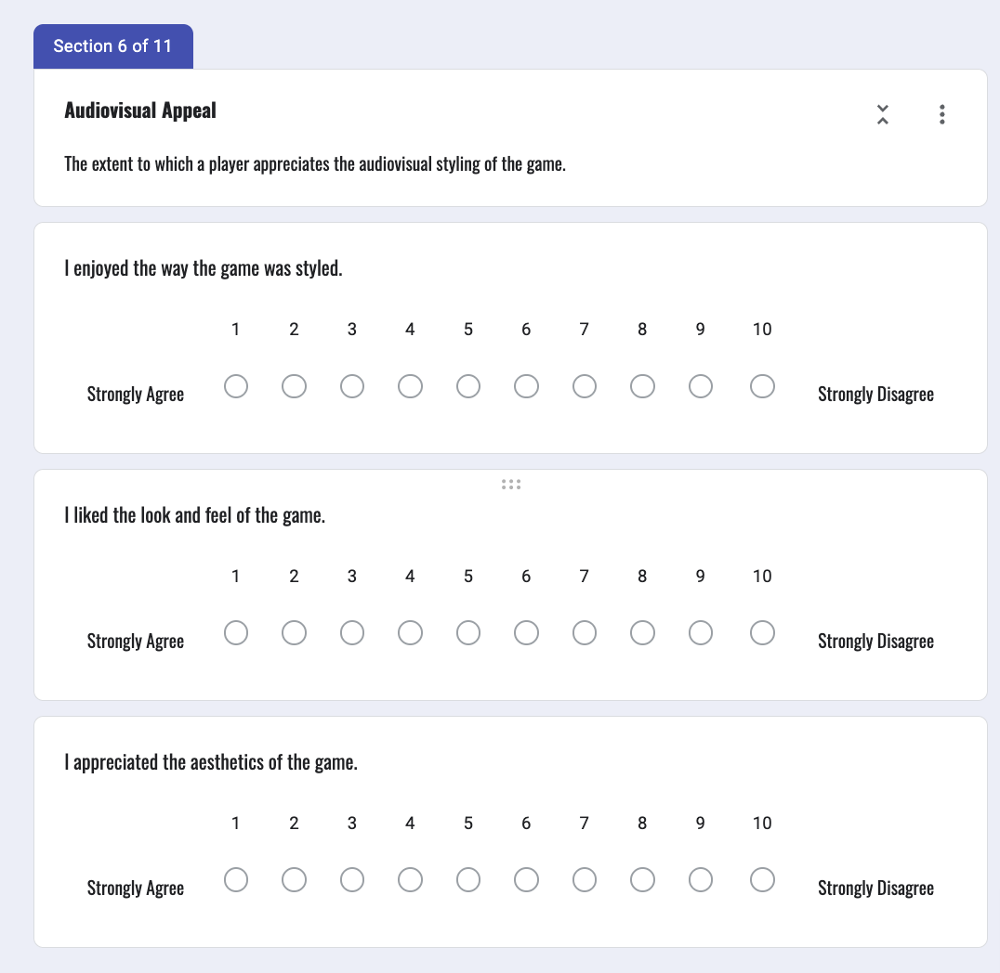 Section 6 of 11
Audiovisual Appeal
The extent to which a player appreciates the audiovisual styling of the game.
I enjoyed the way the game was styled.
1 2 3 4 5 6 7 8 9 10
Strongly Agree Strongly Disagree
I liked the look and feel of the game.
1 2 3 4 5 6 7 8 9 10
Strongly Agree Strongly Disagree
I appreciated the aesthetics of the game.
1 2 3 4 5 6 7 8 9 10
Strongly Agree Strongly Disagree